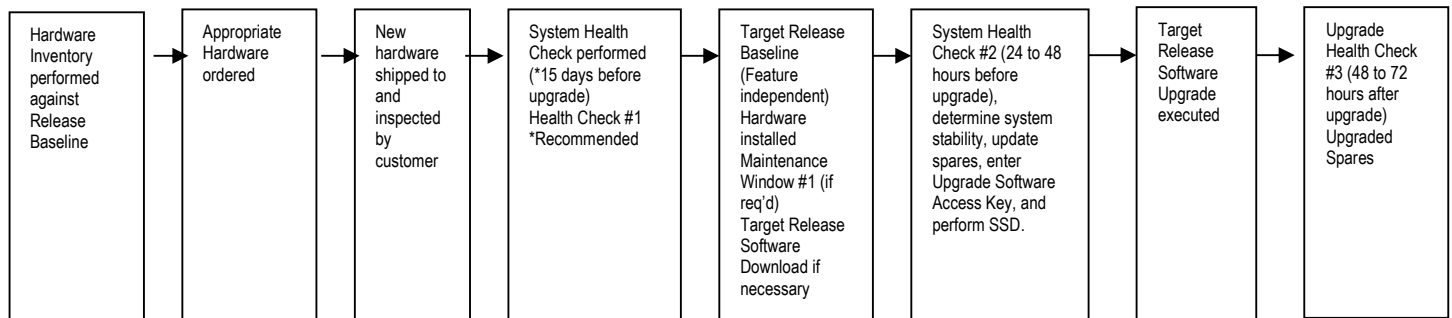 Hardware
Inventory
performed
against
Release
Baseline
Appropriate
Hardware
ordered
New
hardware
shipped to
and
inspected
by
customer
System Health
Check performed
(*15 days before
upgrade)
Health Check #1
*Recommended
Target Release
Baseline
(Feature
independent)
Hardware
installed
Maintenance
Window #1 (if
req’d)
Target Release
Software
Download if
necessary
System Health
Check #2 (24 to 48
hours before
upgrade),
determine system
stability, update
spares, enter
Upgrade Software
Access Key, and
perform SSD.
Target
Release
Software
Upgrade
executed
Upgrade
Health Check
#3 (48 to 72
hours after
upgrade)
Upgraded
Spares